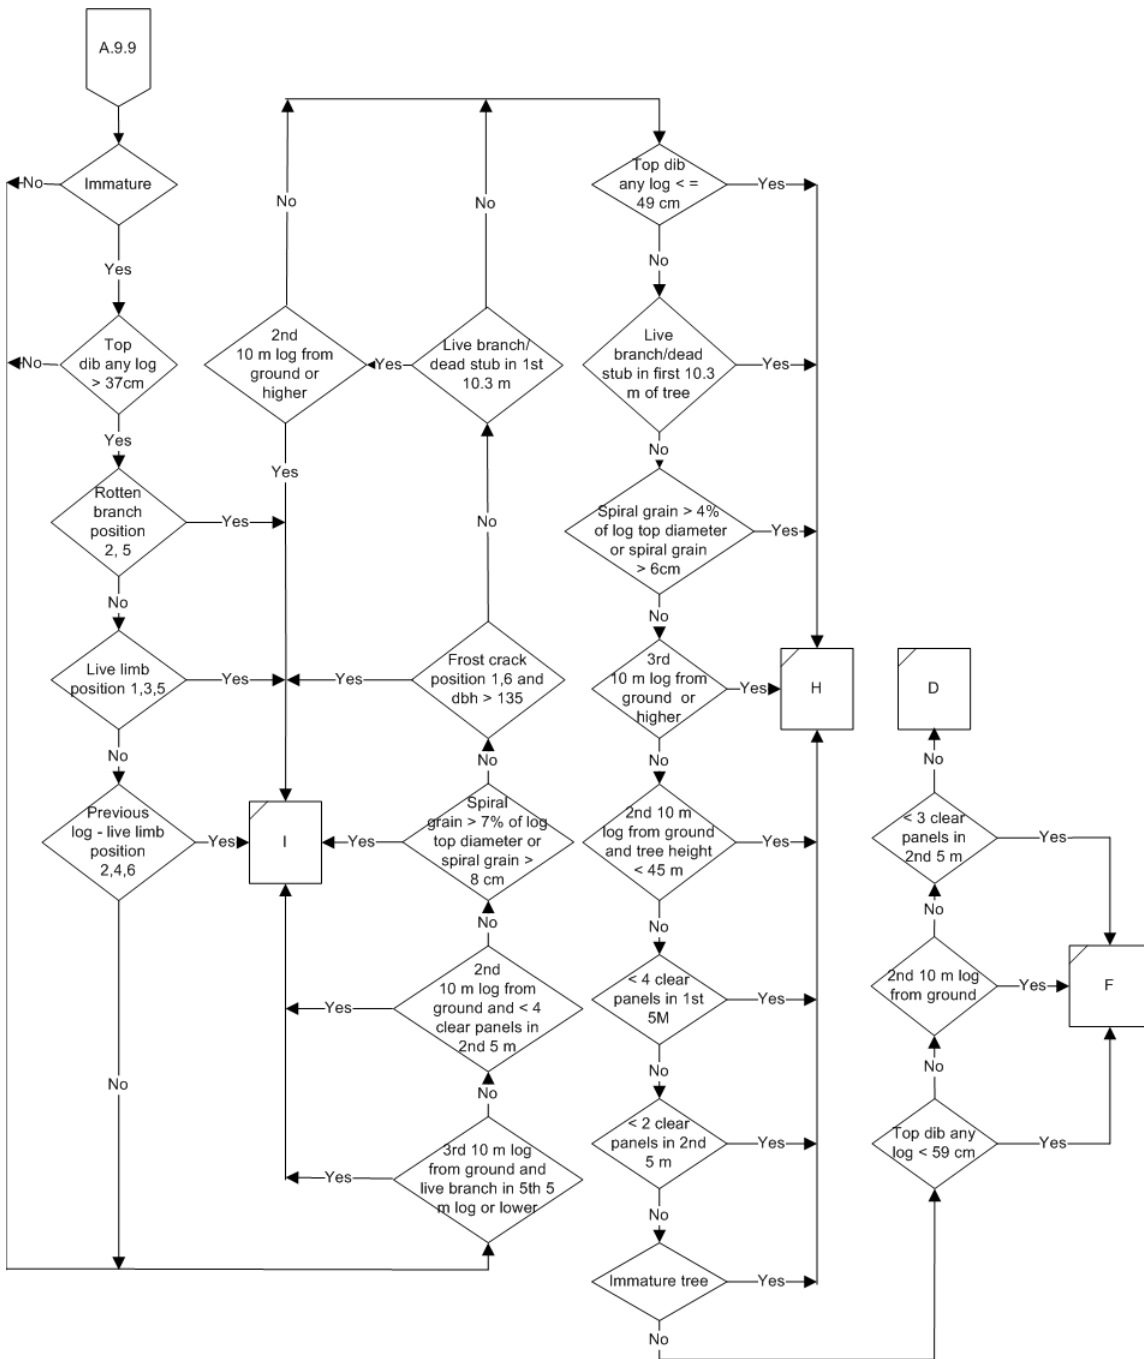 A.9.9
Immature
No
Yes
Top
dib any log
> 37cm
No
Yes
Rotten
branch
position
2, 5
Yes
No
Live limb
position 1,3,5
Yes
No
Previous
log - live limb
position
2,4,6
Yes
No
No
2nd
10 m log from
ground or
higher
Yes
I
No
Live branch/
dead stub in 1st
10.3 m
Yes
No
Frost crack
position 1,6 and
dbh > 135
Yes
No
Spiral
grain > 7% of log
top diameter or
spiral grain >
8 cm
Yes
No
2nd
10 m log from
ground and < 4
clear panels in
2nd 5 m
Yes
No
3rd 10 m log
from ground and
live branch in 5th 5
m log or lower
Yes
Top dib
any log < =
49 cm
Yes
No
Live
branch/dead
stub in first 10.3
m of tree
Yes
No
Spiral grain > 4%
of log top diameter
or spiral grain
> 6cm
Yes
No
3rd
10 m log from
ground or
higher
Yes
No
2nd 10 m
log from ground
and tree height
< 45 m
Yes
No
< 4 clear
panels in 1st
5M
Yes
No
< 2 clear
panels in 2nd
5 m
Yes
No
Immature tree
Yes
No
H
D
No
< 3 clear
panels in
2nd 5 m
Yes
No
2nd 10 m log
from ground
Yes
No
Top dib any
log < 59 cm
Yes
F